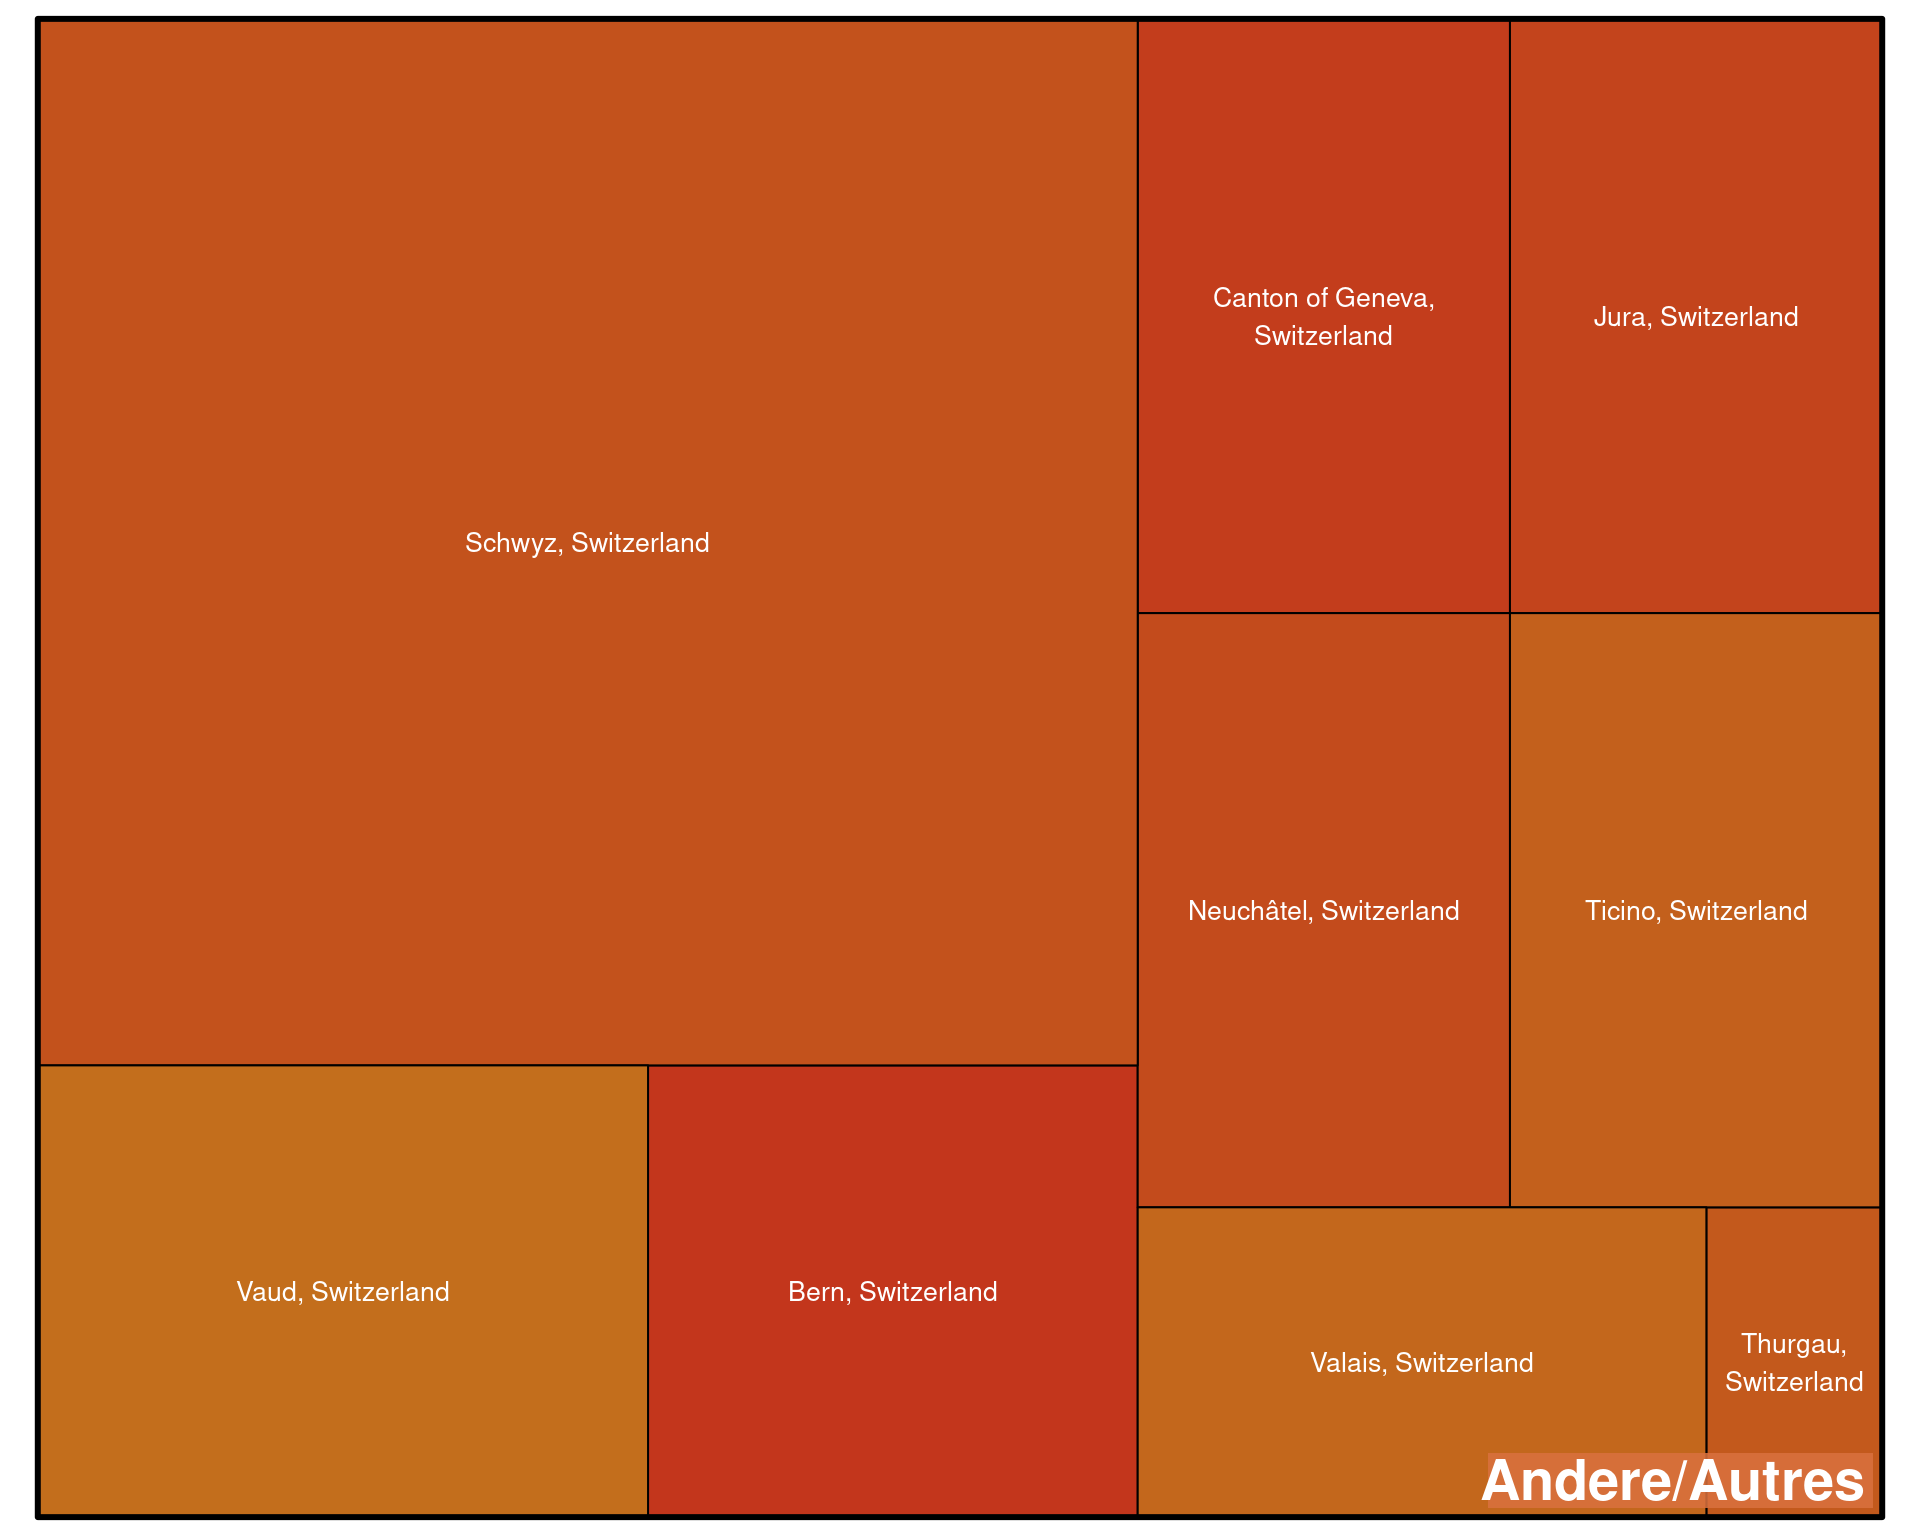 Canton of Geneva,
Switzerland
Jura, Switzerland
Schwyz, Switzerland
Neuchâtel, Switzerland
Ticino, Switzerland
Vaud, Switzerland
Bern, Switzerland
Valais, Switzerland
Thurgau,
Switzerland
Andere/Autres